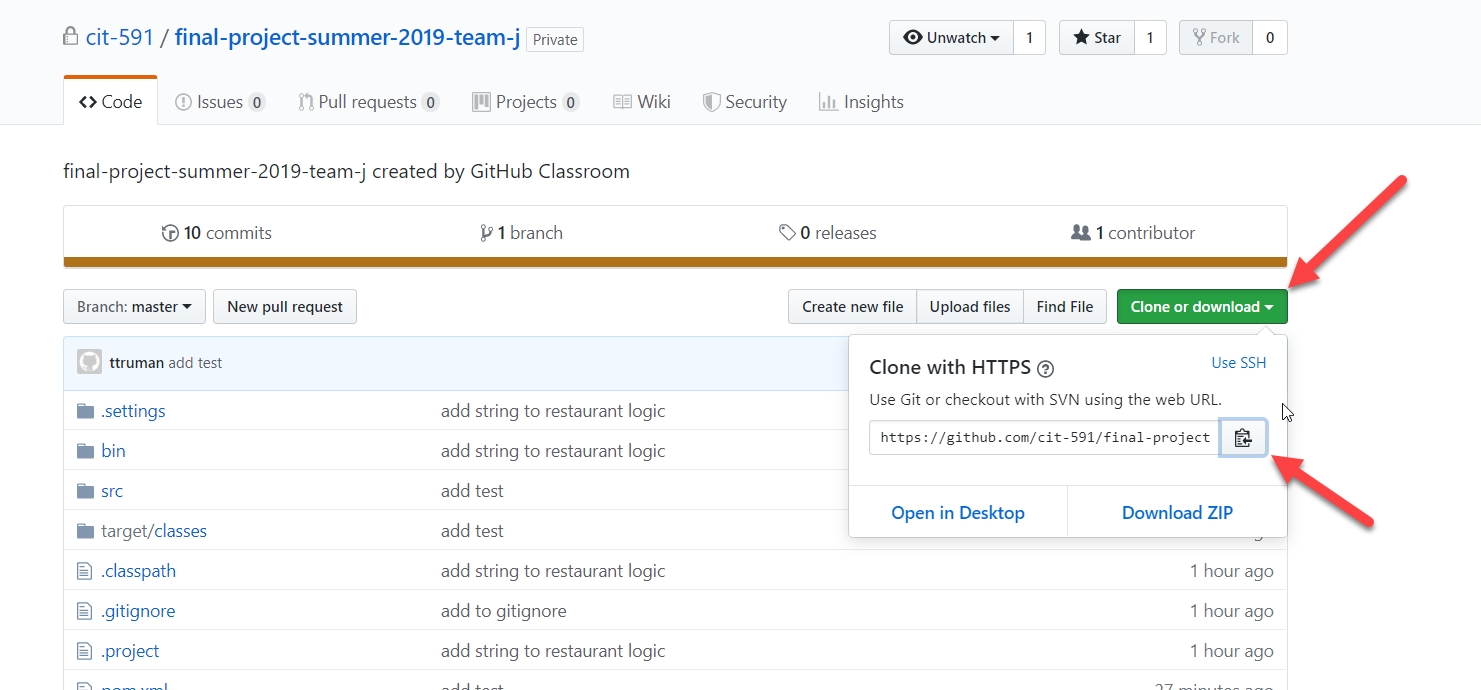 cit-591 / final-project-summer-2019-team-j Private
Unwatch 1 Star 1 Fork 0
Code Issues 0 Pull requests 0 Projects 0 Wiki Security Insights
final-project-summer-2019-team-j created by GitHub Classroom
10 commits 1 branch 0 releases 1 contributor
Branch: master New pull request Create new file Upload files Find File Clone or download
ttruman add test
Clone with HTTPS Use SSH
Use Git or checkout with SVN using the web URL.
https://github.com/cit-591/final-project
Open in Desktop Download ZIP
.settings add string to restaurant logic
bin add string to restaurant logic
src add test
target/classes add test
.classpath add string to restaurant logic 1 hour ago
.gitignore add to gitignore 1 hour ago
.project add string to restaurant logic 1 hour ago
pom.xml add test 27 minutes ago